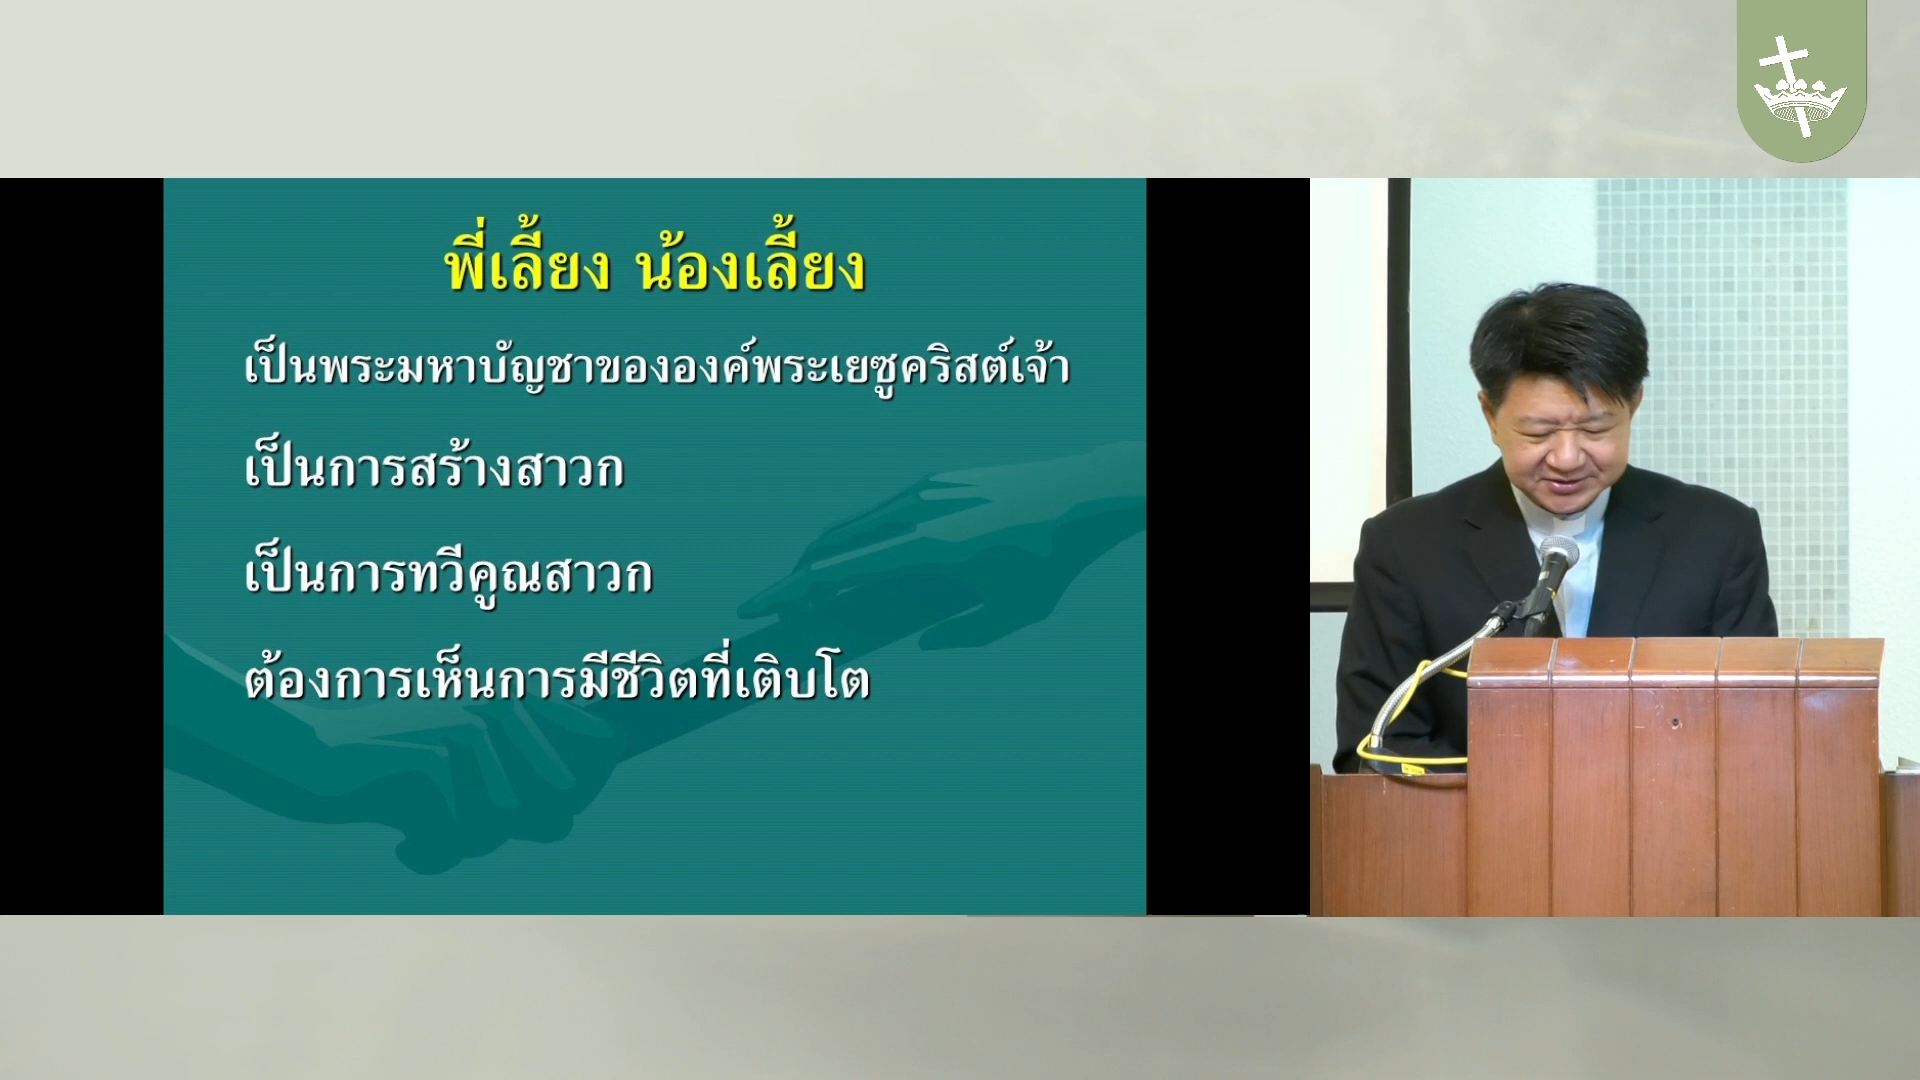 พี่เลี้ยง น้องเลี้ยง
เป็นพระมหาบัญชาขององค์พระเยซูคริสต์เจ้า
เป็นการสร้างสาวก
เป็นการทวีคูณสาวก
ต้องการเห็นการมีชีวิตที่เติบโต